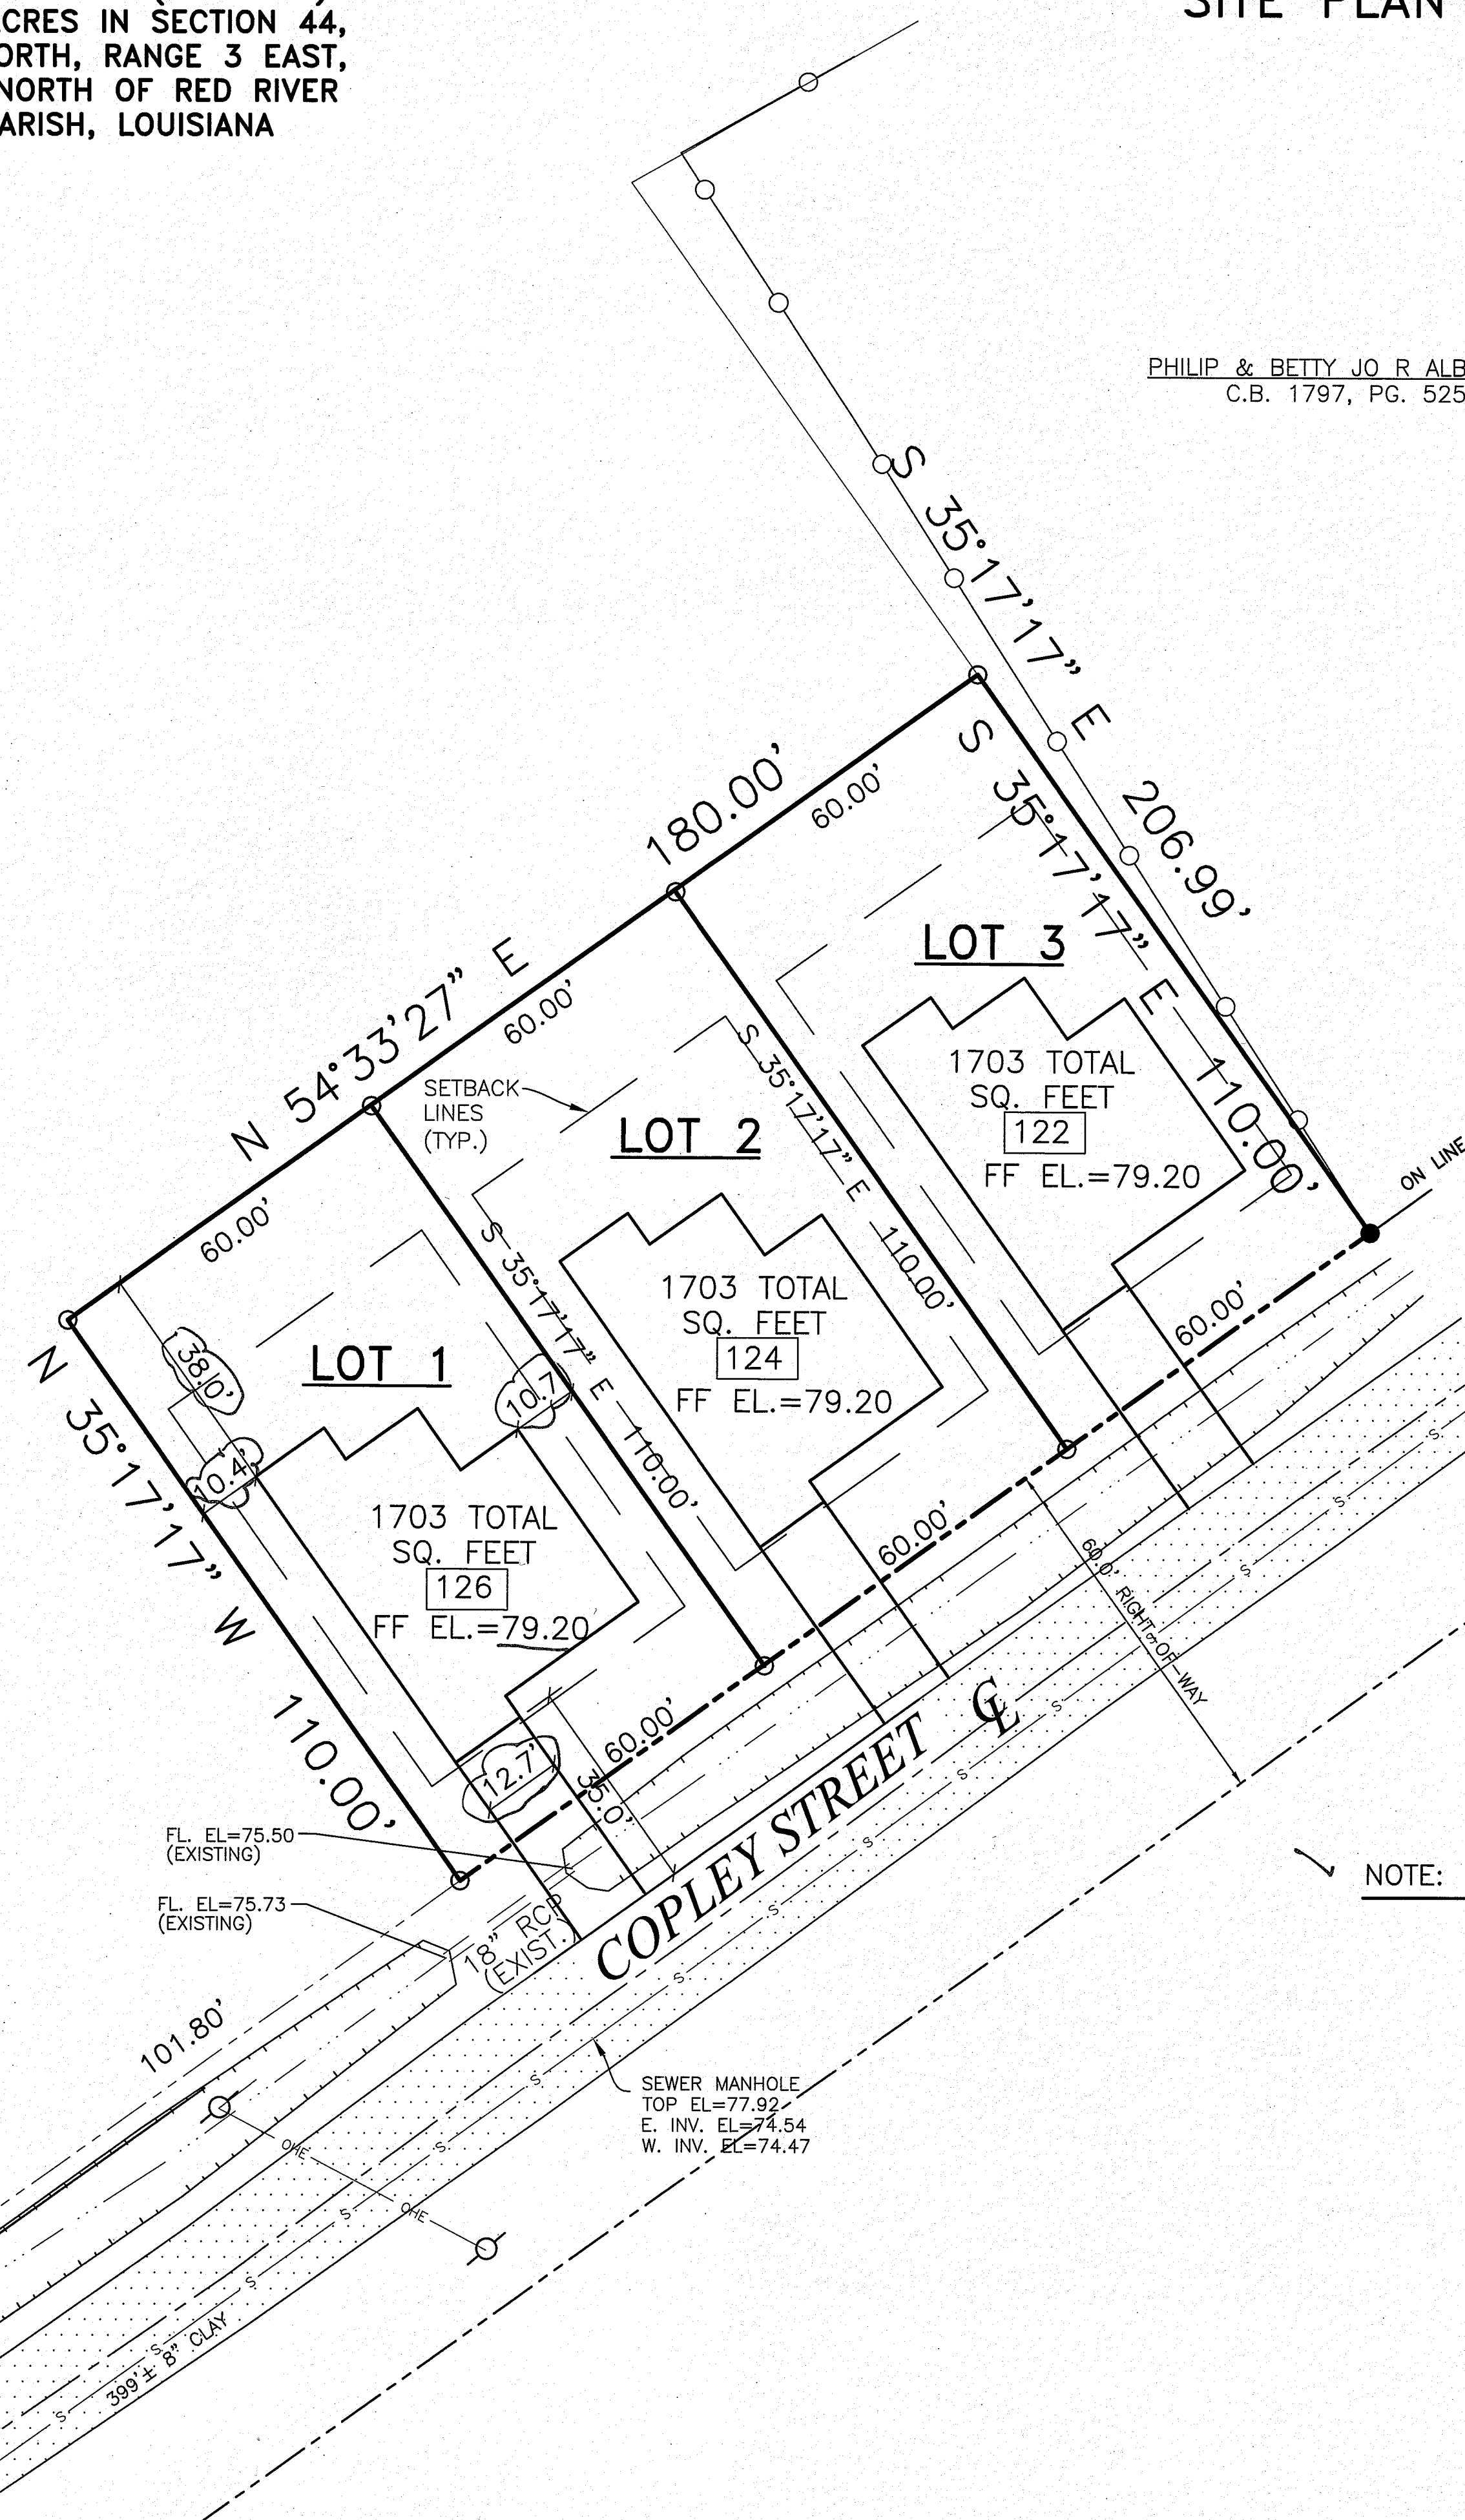 SITE PLAN
ACRES IN SECTION 44,
NORTH, RANGE 3 EAST,
NORTH OF RED RIVER
PARISH, LOUISIANA
PHILIP & BETTY JO R ALB
C.B. 1797, PG. 525
S 35°17'17" E 206.99'
180.00'
N 54°33'27" E
60.00'
60.00'
60.00'
S 35°17'17" E 110.00'
LOT 3
1703 TOTAL
SQ. FEET
122
FF EL.=79.20
ON LINE
SETBACK
LINES
(TYP.)
LOT 2
S 35°17'17" E 110.00'
1703 TOTAL
SQ. FEET
124
FF EL.=79.20
60.00'
LOT 1
S 35°17'17" E 110.00'
38.0'
10.7'
10.4'
1703 TOTAL
SQ. FEET
126
FF EL.=79.20
N 35°17'17" W 110.00'
60.00'
60.00'
12.7'
35.0'
60.0' RIGHT-OF-WAY
COPLEY STREET ℄
FL. EL=75.50
(EXISTING)
FL. EL=75.73
(EXISTING)
18" RCP
(EXIST.)
NOTE:
101.80'
SEWER MANHOLE
TOP EL=77.92
E. INV. EL=74.54
W. INV. EL=74.47
OHE
OHE
399'± 8" CLAY
S
S
S
S
S
S
S
S
S
S
S
S
S
S